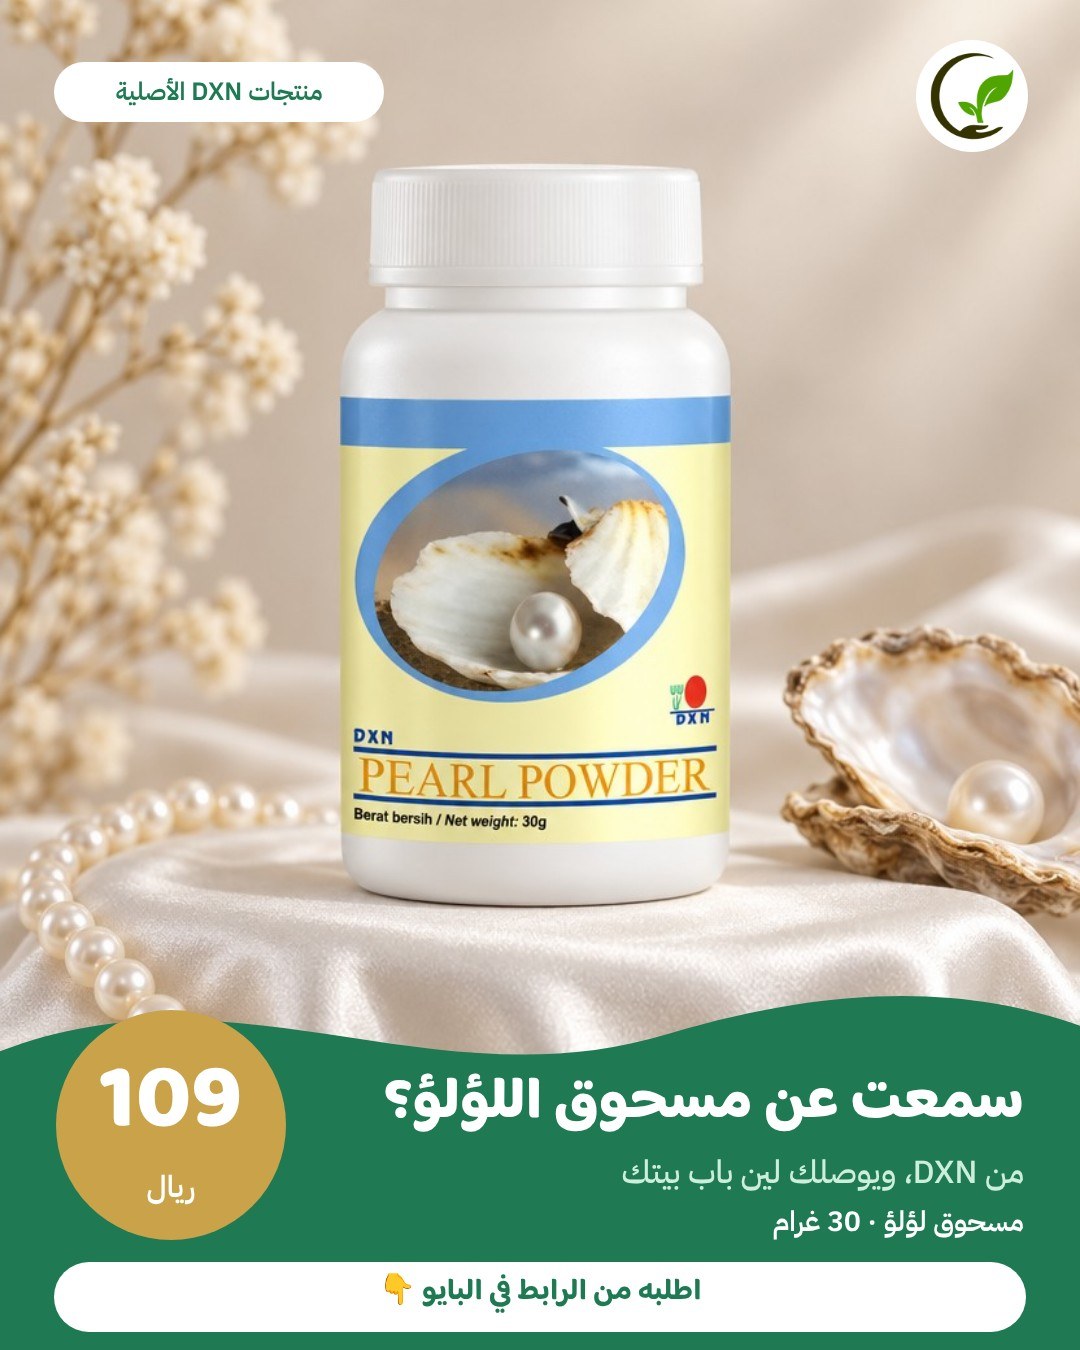 منتجات DXN الأصلية
DXN
DXN
PEARL POWDER
Berat bersih / Net weight: 30g
109
ريال
سمعت عن مسحوق اللؤلؤ؟
من DXN، ويوصلك لين باب بيتك
مسحوق لؤلؤ · 30 غرام
اطلبه من الرابط في البايو 👇